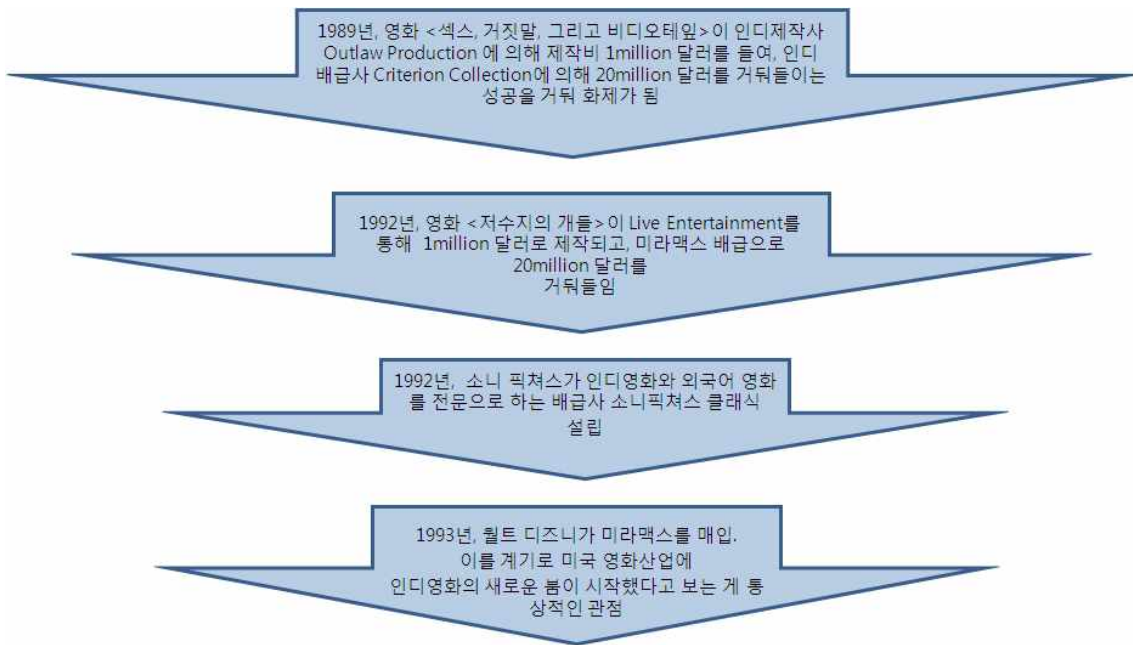 1989년, 영화 <섹스, 거짓말, 그리고 비디오테잎>이 인디제작사
Outlaw Production 에 의해 제작비 1million 달러를 들여, 인디
배급사 Criterion Collection에 의해 20million 달러를 거둬들이는
성공을 거둬 화제가 됨
1992년, 영화 <저수지의 개들>이 Live Entertainment를
통해 1million 달러로 제작되고, 미라맥스 배급으로
20million 달러를
거둬들임
1992년, 소니 픽쳐스가 인디영화와 외국어 영화
를 전문으로 하는 배급사 소니픽쳐스 클래식
설립
1993년, 월트 디즈니가 미라맥스를 매입.
이를 계기로 미국 영화산업에
인디영화의 새로운 붐이 시작했다고 보는 게 통
상적인 관점